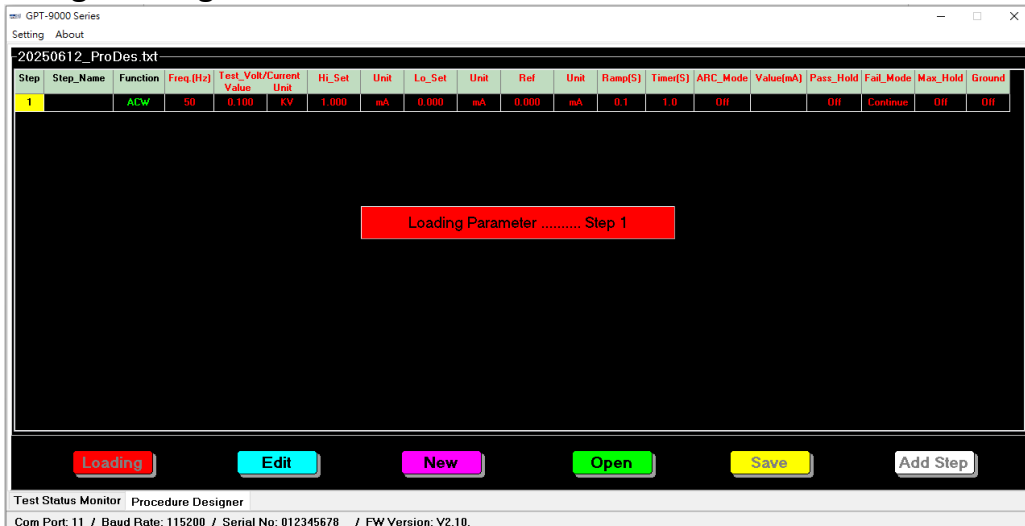 GPT-9000 Series
Setting About
20250612_ProDes.txt
Step Step_Name Function Freq.(Hz) Test_Volt/Current Value Unit Hi_Set Unit Lo_Set Unit Ref Unit Ramp(S) Timer(S) ARC_Mode Value(mA) Pass_Hold Fail_Mode Max_Hold Ground
1 ACW 50 0.100 KV 1.000 mA 0.000 mA 0.000 mA 0.1 1.0 Off Off Continue Off Off
Loading Parameter .......... Step 1
Loading Edit New Open Save Add Step
Test Status Monitor Procedure Designer
Com Port: 11 / Baud Rate: 115200 / Serial No: 012345678 / FW Version: V2.10.